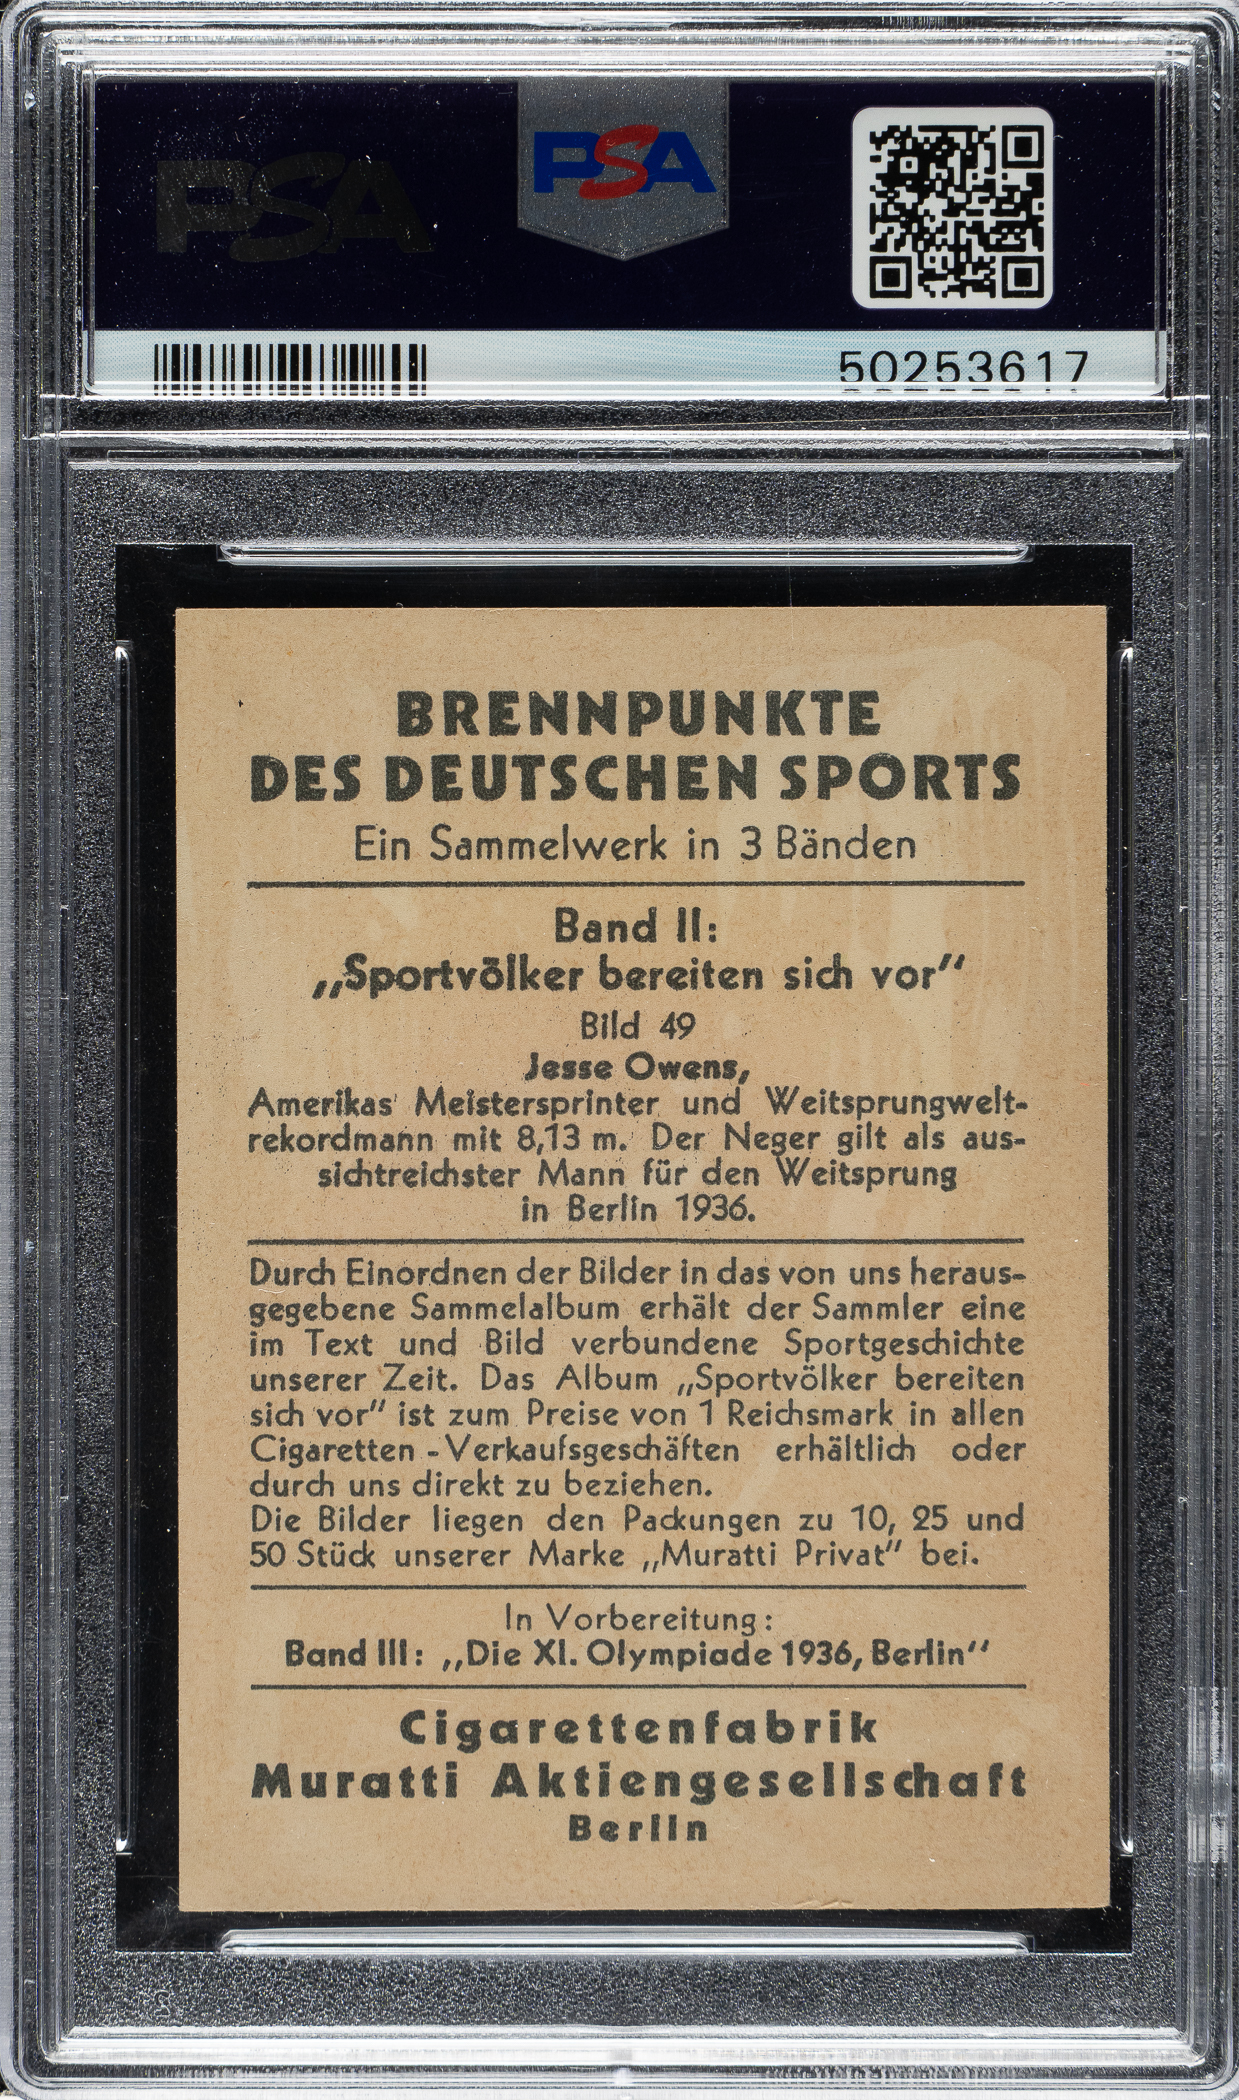 PSA
PSA
50253617
BRENNPUNKTE
DES DEUTSCHEN SPORTS
Ein Sammelwerk in 3 Bänden
Band II:
„Sportvölker bereiten sich vor“
Bild 49
Jesse Owens,
Amerikas Meistersprinter und Weitsprungwelt-
rekordmann mit 8,13 m. Der Neger gilt als aus-
sichtreichster Mann für den Weitsprung
in Berlin 1936.
Durch Einordnen der Bilder in das von uns heraus-
gegebene Sammelalbum erhält der Sammler eine
im Text und Bild verbundene Sportgeschichte
unserer Zeit. Das Album „Sportvölker bereiten
sich vor“ ist zum Preise von 1 Reichsmark in allen
Cigaretten - Verkaufsgeschäften erhältlich oder
durch uns direkt zu beziehen.
Die Bilder liegen den Packungen zu 10, 25 und
50 Stück unserer Marke „Muratti Privat“ bei.
In Vorbereitung:
Band III: „Die XI. Olympiade 1936, Berlin“
Cigarettenfabrik
Muratti Aktiengesellschaft
Berlin